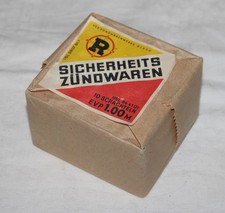 R
SICHERHEITS
ZÜNDWAREN
10 SCHACHTELN
EVP 1,00 M